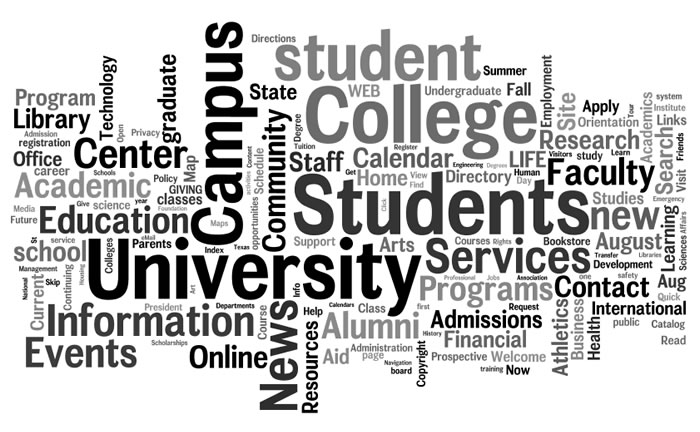 Directions
student
Summer
Campus
Technology
graduate
State
WEB
Undergraduate
Fall
Employment
Program
Library
Admission
registration
Open
Privacy
College
Site
Apply
Tour
Academics
system
Institute
Orientation
Links
Degree
Tuition
Register
Office
Center
Map
Content
activities
Schedule
Community
Staff
Calendar
Engineering
Degrees
LIFE
Research
Visitors
study
Learn
Search
Friends
career
Schools
Policy
GIVING
Get
Home
View
Find
Directory
Human
Day
Faculty
Visit
Academic
classes
opportunities
Click
Students
Studies
Emergency
Media
Future
Give
science
year
Foundation
Education
Maps
new
Learning
Affairs
Sciences
St
service
school
Colleges
Parents
eMail
Index
Texas
Support
Arts
Courses
Rights
Bookstore
August
Transfer
Libraries
safety
University
Services
Development
Management
Skip
National
Continuing
Housing
Art
Info
Professional
Jobs
Association
one
Contact
Aug
Quick
Current
Information
President
Departments
Course
News
Calendars
Help
Class
first
Programs
Request
International
Scholarships
Resources
Alumni
History
Admissions
Athletics
Business
Health
public
Catalog
Events
Online
Aid
Administration
page
Financial
Read
Navigation
board
Copyright
Prospective
Welcome
training
Now